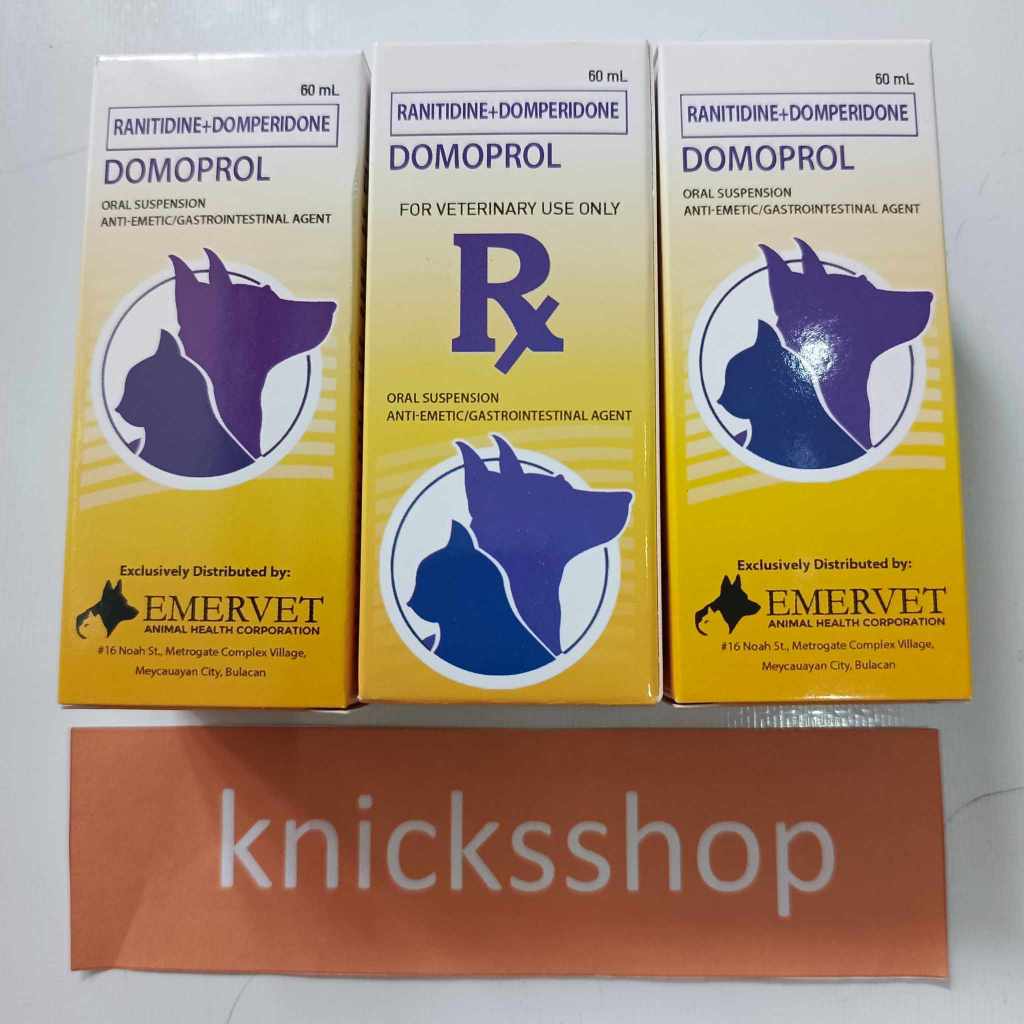 60 mL
RANITIDINE+DOMPERIDONE
DOMOPROL
ORAL SUSPENSION
ANTI-EMETIC/GASTROINTESTINAL AGENT
Exclusively Distributed by:
EMERVET
ANIMAL HEALTH CORPORATION
#16 Noah St., Metrogate Complex Village,
Meycauayan City, Bulacan
60 mL
RANITIDINE+DOMPERIDONE
DOMOPROL
FOR VETERINARY USE ONLY
Rx
ORAL SUSPENSION
ANTI-EMETIC/GASTROINTESTINAL AGENT
60 mL
RANITIDINE+DOMPERIDONE
DOMOPROL
ORAL SUSPENSION
ANTI-EMETIC/GASTROINTESTINAL AGENT
Exclusively Distributed by:
EMERVET
ANIMAL HEALTH CORPORATION
#16 Noah St., Metrogate Complex Village,
Meycauayan City, Bulacan
knicksshop